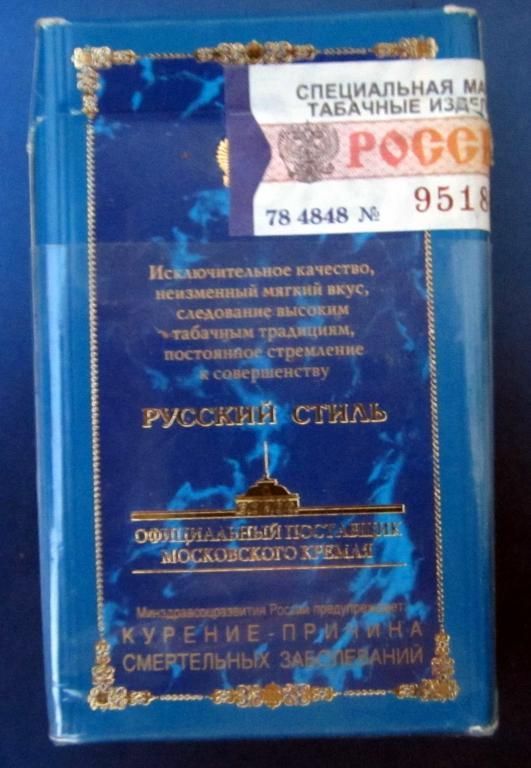 СПЕЦИАЛЬНАЯ МА
ТАБАЧНЫЕ ИЗДЕЛ
РОССИ
78 4848 № 9518
Исключительное качество,
неизменный мягкий вкус,
следование высоким
табачным традициям,
постоянное стремление
к совершенству
РУССКИЙ СТИЛЬ
ОФИЦИАЛЬНЫЙ ПОСТАВЩИК
МОСКОВСКОГО КРЕМЛЯ
Минздравсоцразвития России предупреждает:
КУРЕНИЕ - ПРИЧИНА
СМЕРТЕЛЬНЫХ ЗАБОЛЕВАНИЙ